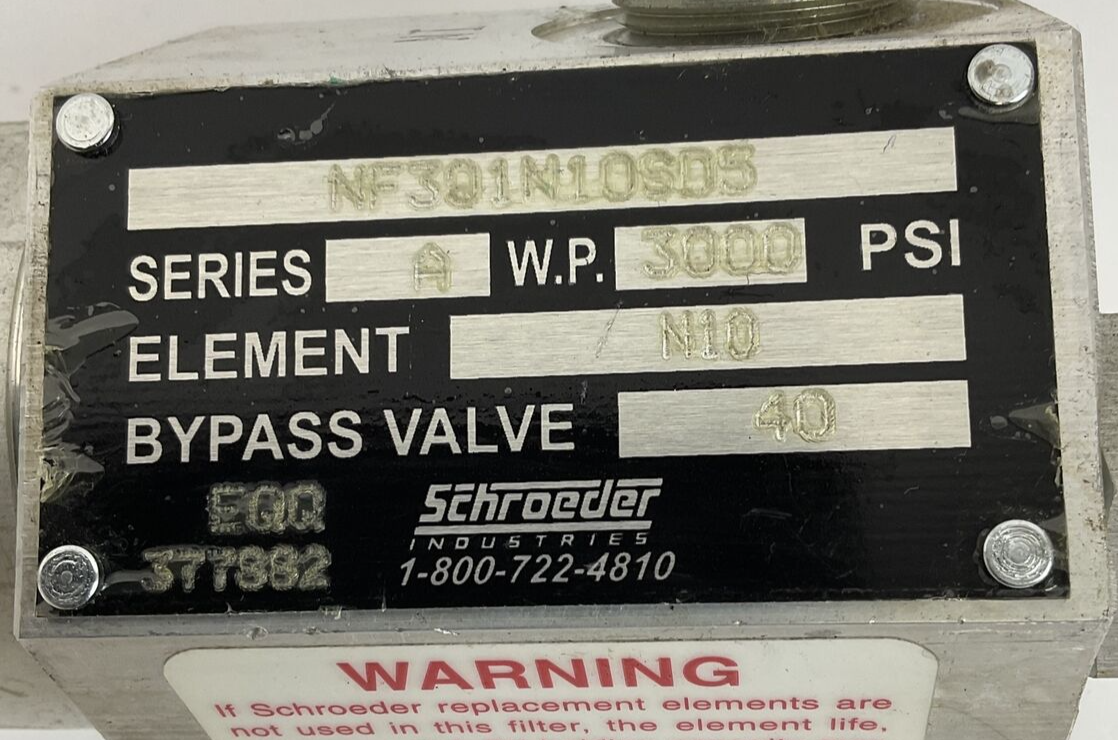 NF301N10SD5
SERIES A W.P. 3000 PSI
ELEMENT N10
BYPASS VALVE 40
EQQ
377882
Schroeder
INDUSTRIES
1-800-722-4810
WARNING
If Schroeder replacement elements are
not used in this filter, the element life,